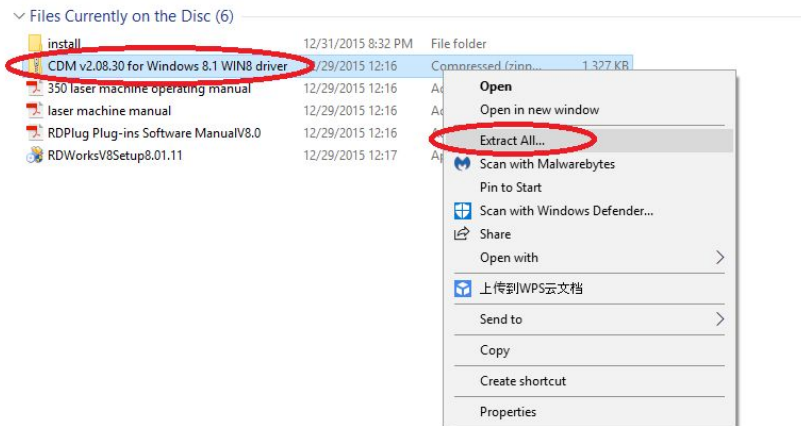 Files Currently on the Disc (6)
install 12/31/2015 8:32 PM File folder
CDM v2.08.30 for Windows 8.1 WIN8 driver /29/2015 12:16 Compressed (zipp... 1,327 KB
350 laser machine operating manual 12/29/2015 12:16
laser machine manual 12/29/2015 12:16
RDPlug Plug-ins Software ManualV8.0 12/29/2015 12:16
RDWorksV8Setup8.01.11 12/29/2015 12:17
Open
Open in new window
Extract All...
Scan with Malwarebytes
Pin to Start
Scan with Windows Defender...
Share
Open with
上传到WPS云文档
Send to
Copy
Create shortcut
Properties